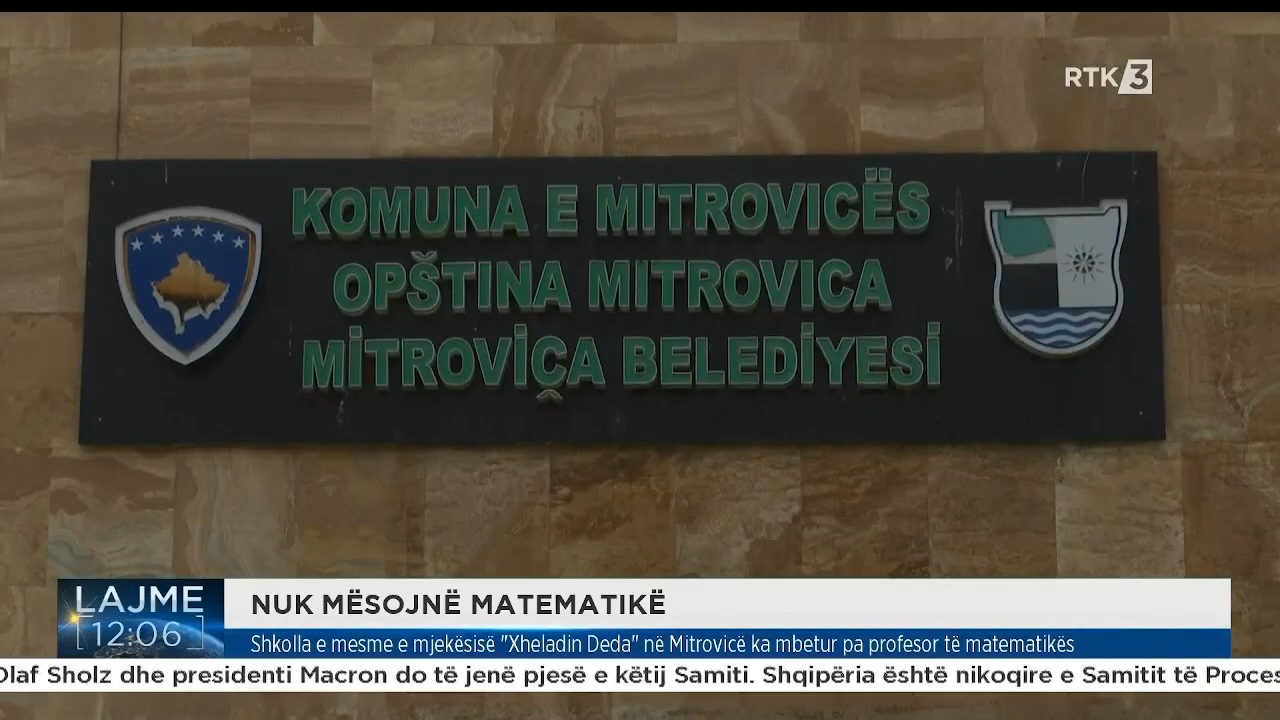 RTK 3
KOMUNA E MITROVICËS
OPŠTINA MITROVICA
MİTROVİÇA BELEDİYESİ
LAJME
12:06
NUK MËSOJNË MATEMATIKË
Shkolla e mesme e mjekësisë "Xheladin Deda" në Mitrovicë ka mbetur pa profesor të matematikës
Olaf Sholz dhe presidenti Macron do të jenë pjesë e këtij Samiti. Shqipëria është nikoqire e Samitit të Proces